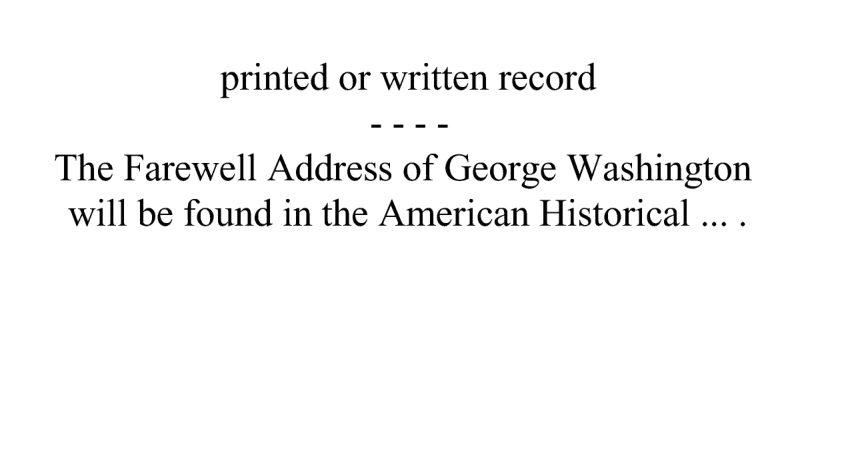 printed or written record
- - - -
The Farewell Address of George Washington
will be found in the American Historical ... .